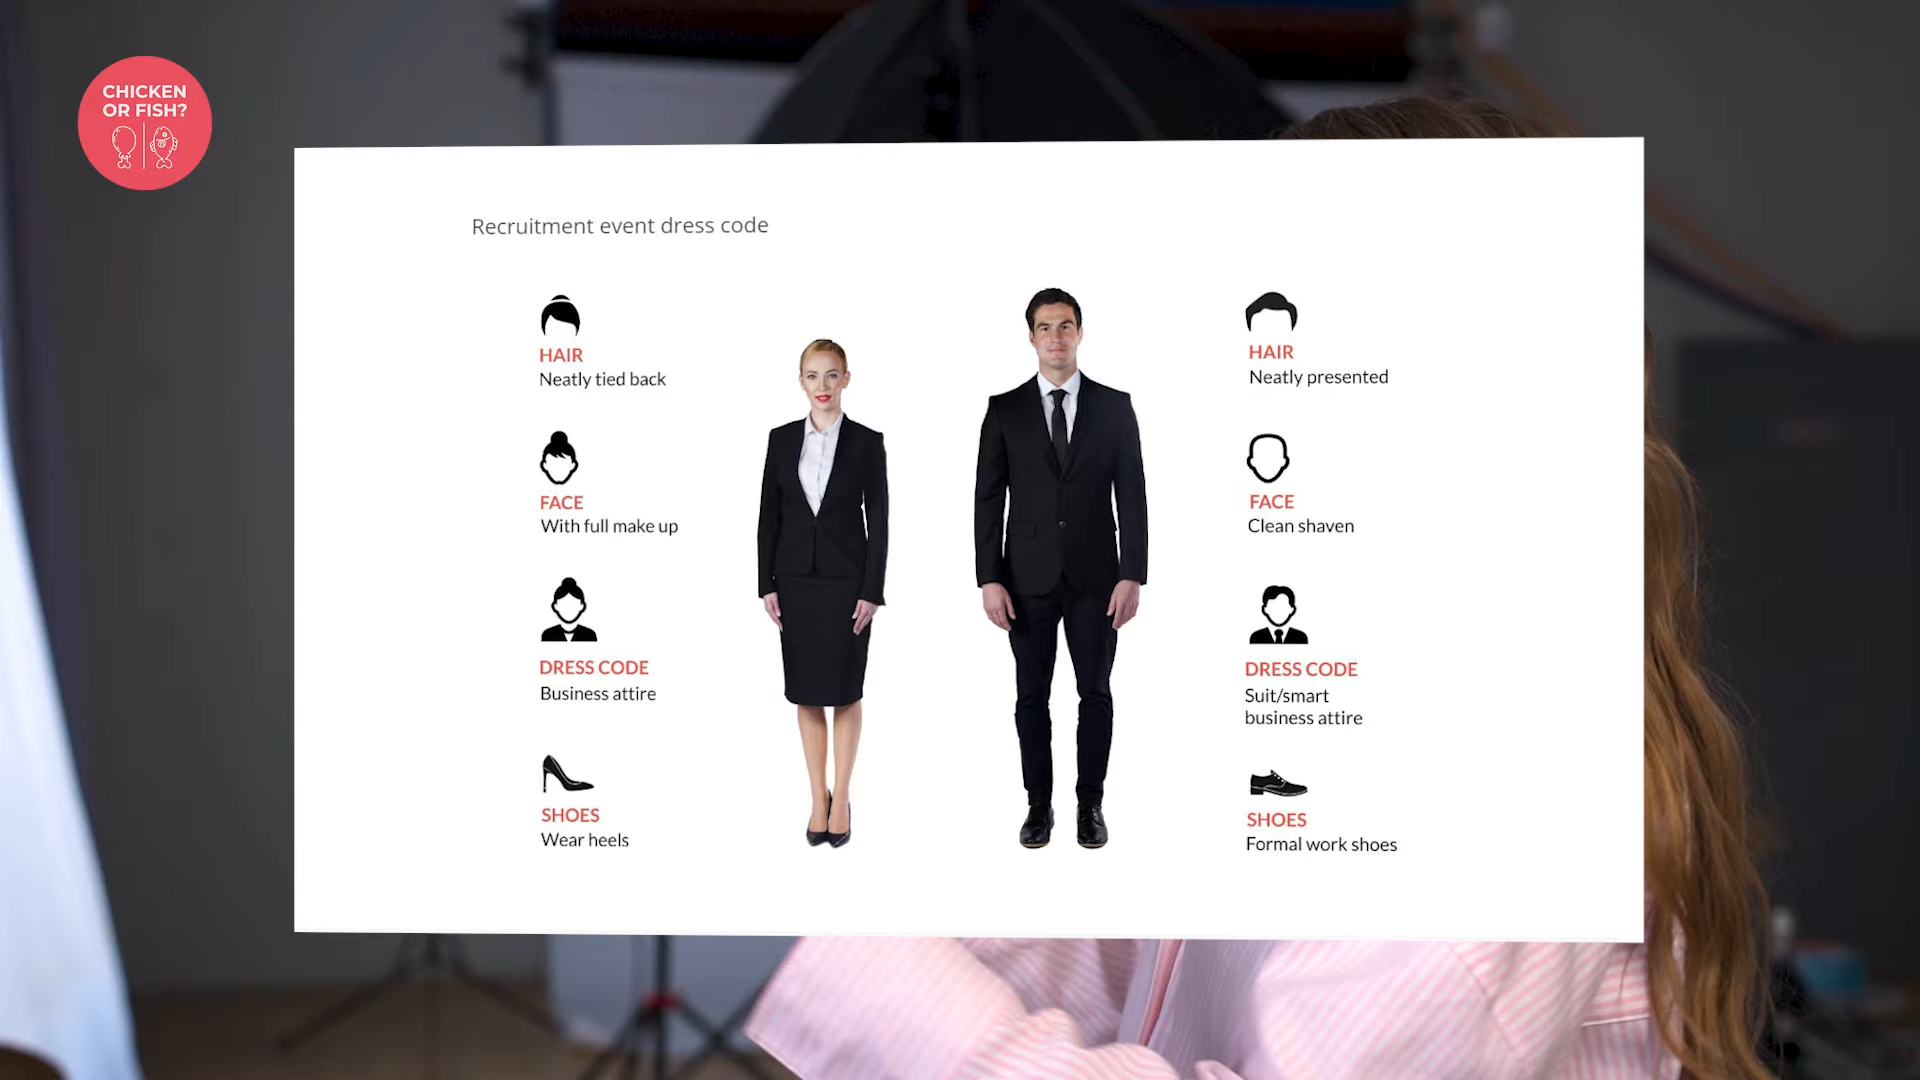 CHICKEN
OR FISH?
Recruitment event dress code
HAIR
Neatly tied back
FACE
With full make up
DRESS CODE
Business attire
SHOES
Wear heels
HAIR
Neatly presented
FACE
Clean shaven
DRESS CODE
Suit/smart
business attire
SHOES
Formal work shoes